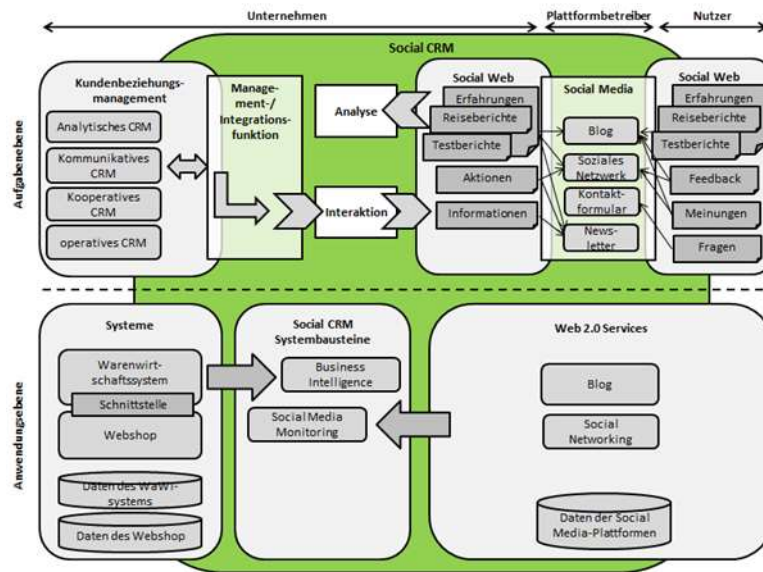 Unternehmen
Plattformbetreiber
Nutzer
Social CRM
Aufgabenebene
Kundenbeziehungs-
management
Analytisches CRM
Kommunikatives
CRM
Kooperatives
CRM
operatives CRM
Manage-
ment-/
Integrations-
funktion
Analyse
Interaktion
Social Web
Erfahrungen
Reiseberichte
Testberichte
Aktionen
Informationen
Social Media
Blog
Soziales
Netzwerk
Kontakt-
formular
News-
letter
Social Web
Erfahrungen
Reiseberichte
Testberichte
Feedback
Meinungen
Fragen
Anwendungsebene
Systeme
Warenwirt-
schaftssystem
Schnittstelle
Webshop
Daten des WaWi-
systems
Daten des Webshop
Social CRM
Systembausteine
Business
Intelligence
Social Media
Monitoring
Web 2.0 Services
Blog
Social
Networking
Daten der Social
Media-Plattformen